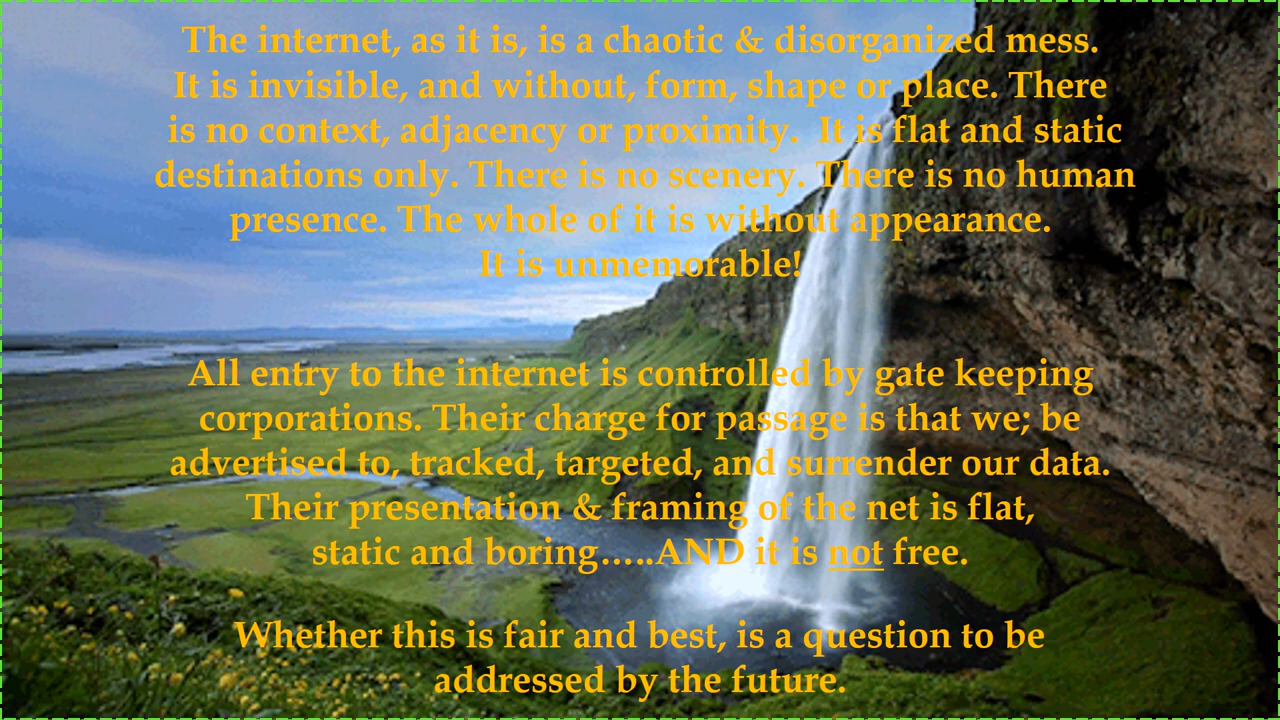 The internet, as it is, is a chaotic & disorganized mess.
It is invisible, and without, form, shape or place. There
is no context, adjacency or proximity.  It is flat and static
destinations only. There is no scenery. There is no human
presence. The whole of it is without appearance.
It is unmemorable!
All entry to the internet is controlled by gate keeping
corporations. Their charge for passage is that we; be
advertised to, tracked, targeted, and surrender our data.
Their presentation & framing of the net is flat,
static and boring…..AND it is not free.
Whether this is fair and best, is a question to be
addressed by the future.